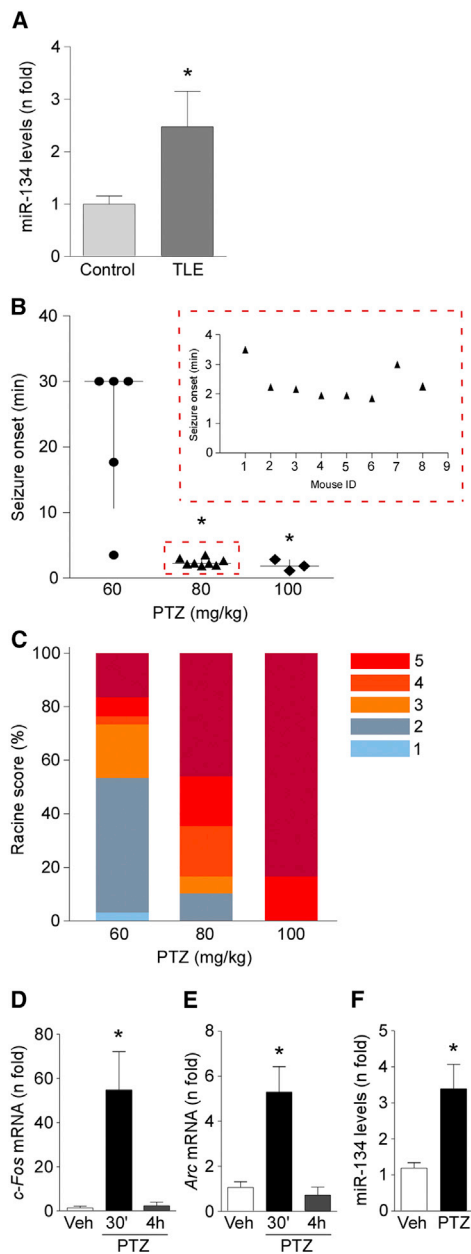 A
miR-134 levels (n fold)
4
3
2
1
0
*
Control TLE
B
Seizure onset (min)
40
30
20
10
0
Seizure onset (min)
4
3
2
1
0
1 2 3 4 5 6 7 8 9
Mouse ID
* *
60 80 100
PTZ (mg/kg)
C
Racine score (%)
100
80
60
40
20
0
5
4
3
2
1
60 80 100
PTZ (mg/kg)
D
c-Fos mRNA (n fold)
80
60
40
20
0
*
Veh 30' 4h
PTZ
E
Arc mRNA (n fold)
8
6
4
2
0
*
Veh 30' 4h
PTZ
F
miR-134 levels (n fold)
5
4
3
2
1
0
*
Veh PTZ